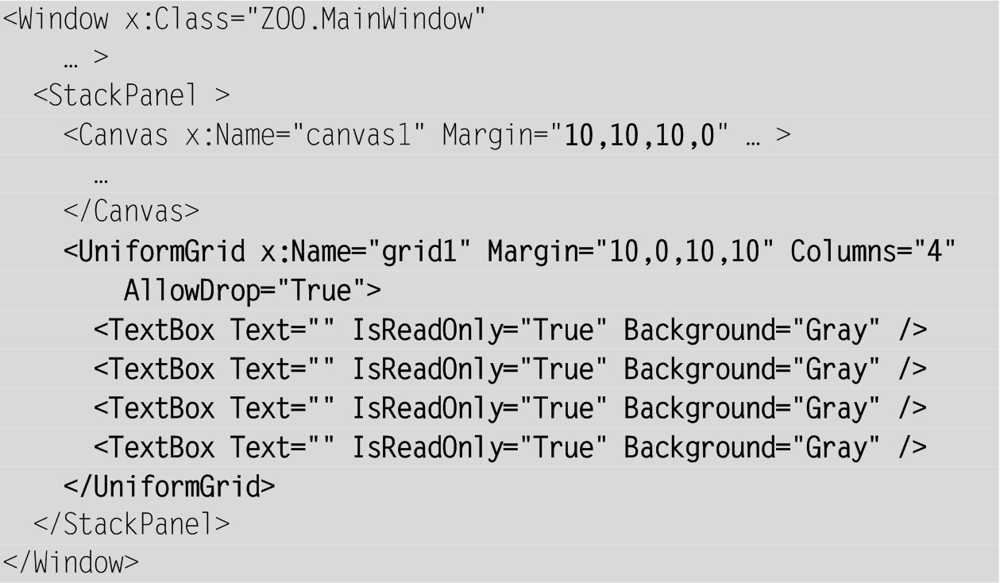 <Window x:Class="ZOO.MainWindow"
… >
<StackPanel >
<Canvas x:Name="canvas1" Margin="10,10,10,0" … >
…
</Canvas>
<UniformGrid x:Name="grid1" Margin="10,0,10,10" Columns="4"
AllowDrop="True">
<TextBox Text="" IsReadOnly="True" Background="Gray" />
<TextBox Text="" IsReadOnly="True" Background="Gray" />
<TextBox Text="" IsReadOnly="True" Background="Gray" />
<TextBox Text="" IsReadOnly="True" Background="Gray" />
</UniformGrid>
</StackPanel>
</Window>